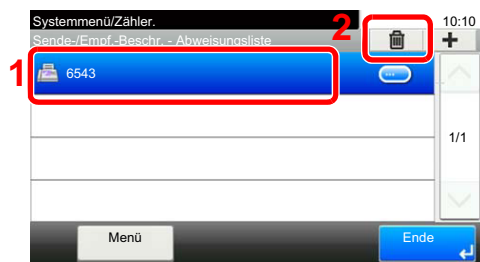 Systemmenü/Zähler.
10:10
Sende-/Empf.-Beschr. - Abweisungsliste
2
1
6543
1/1
Menü
Ende